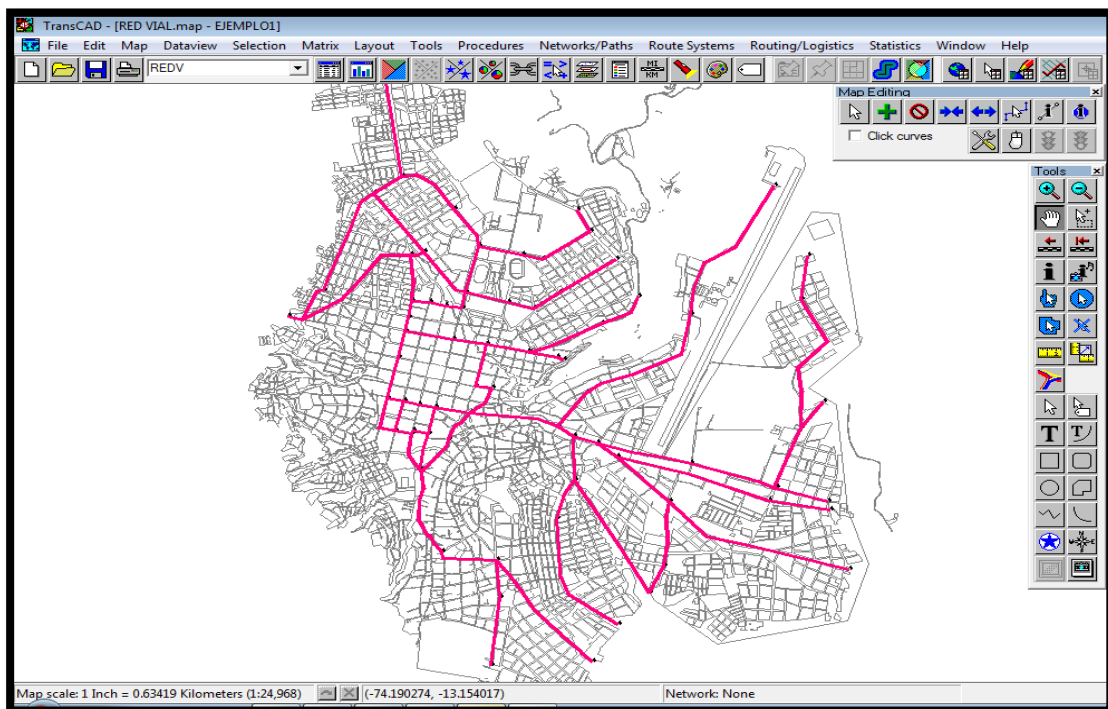 TransCAD - [RED VIAL.map - EJEMPLO1]
File Edit Map Dataview Selection Matrix Layout Tools Procedures Networks/Paths Route Systems Routing/Logistics Statistics Window Help
REDV
MI KM
Map Editing
Click curves
Tools
Map scale: 1 Inch = 0.63419 Kilometers (1:24,968) (-74.190274, -13.154017) Network: None